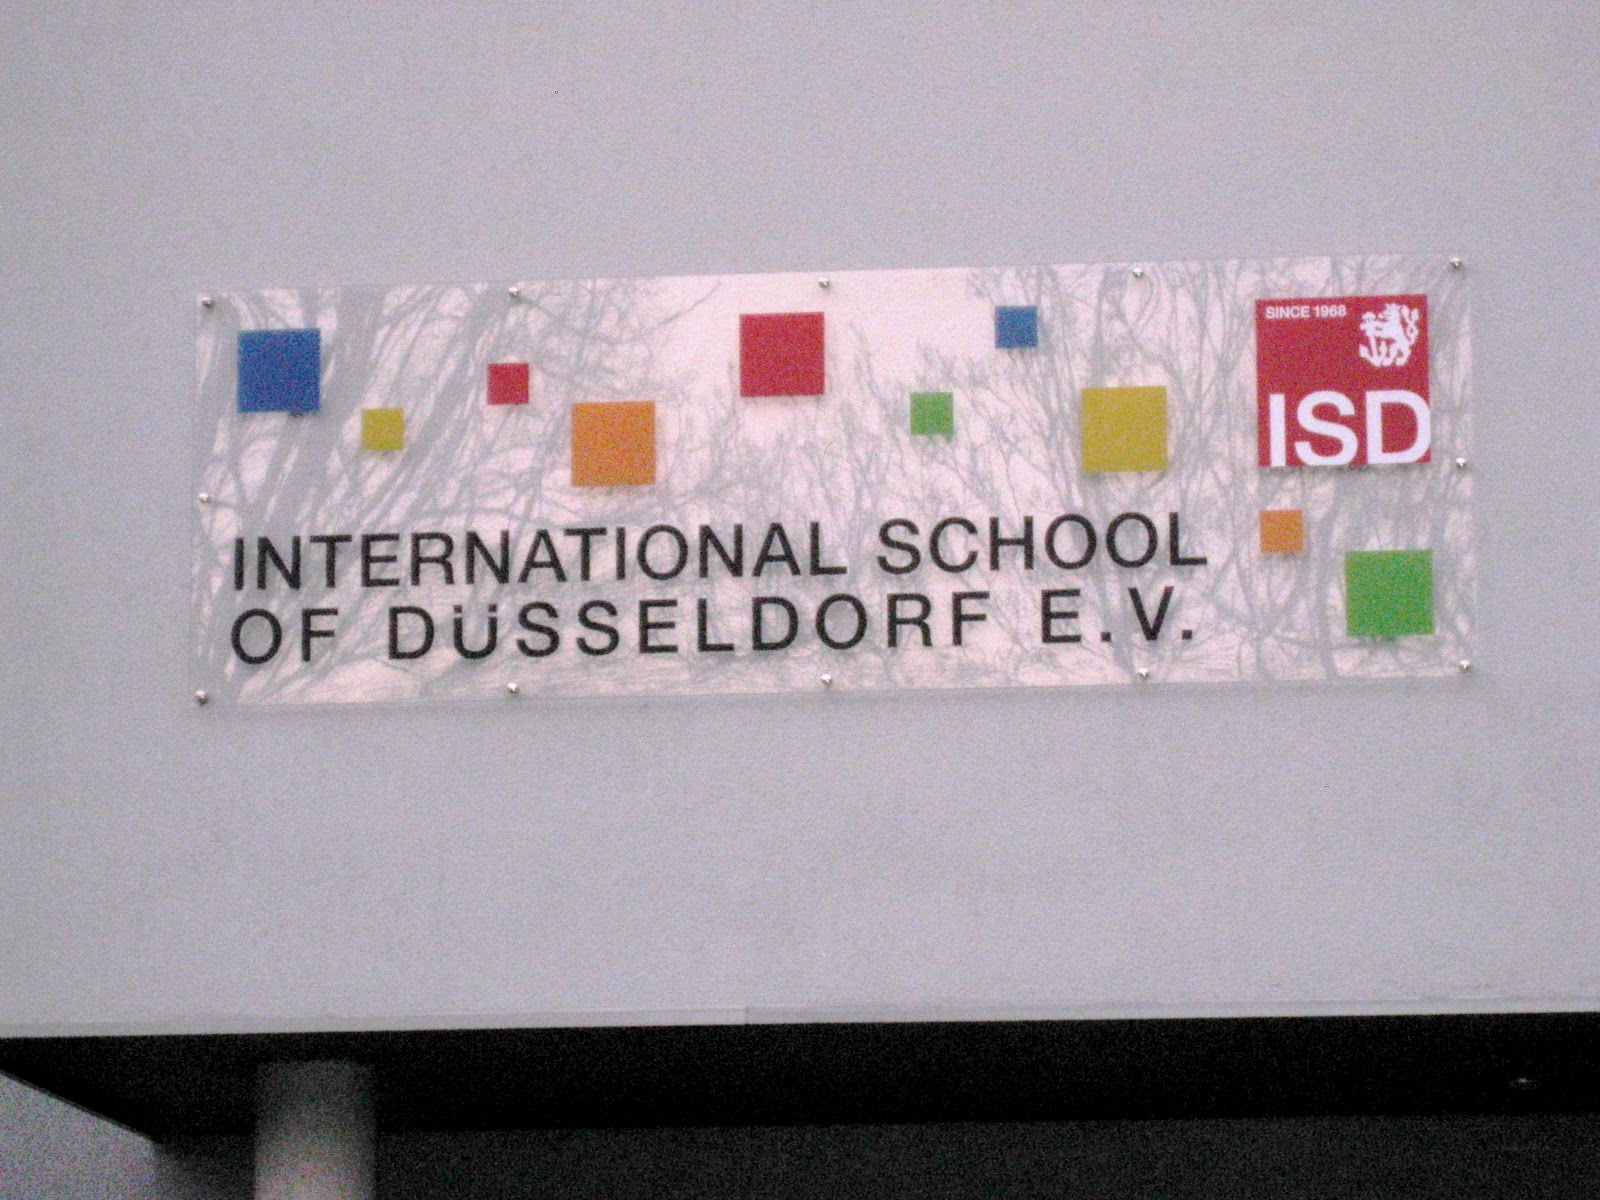 SINCE 1968
ISD
INTERNATIONAL SCHOOL
OF DÜSSELDORF E.V.